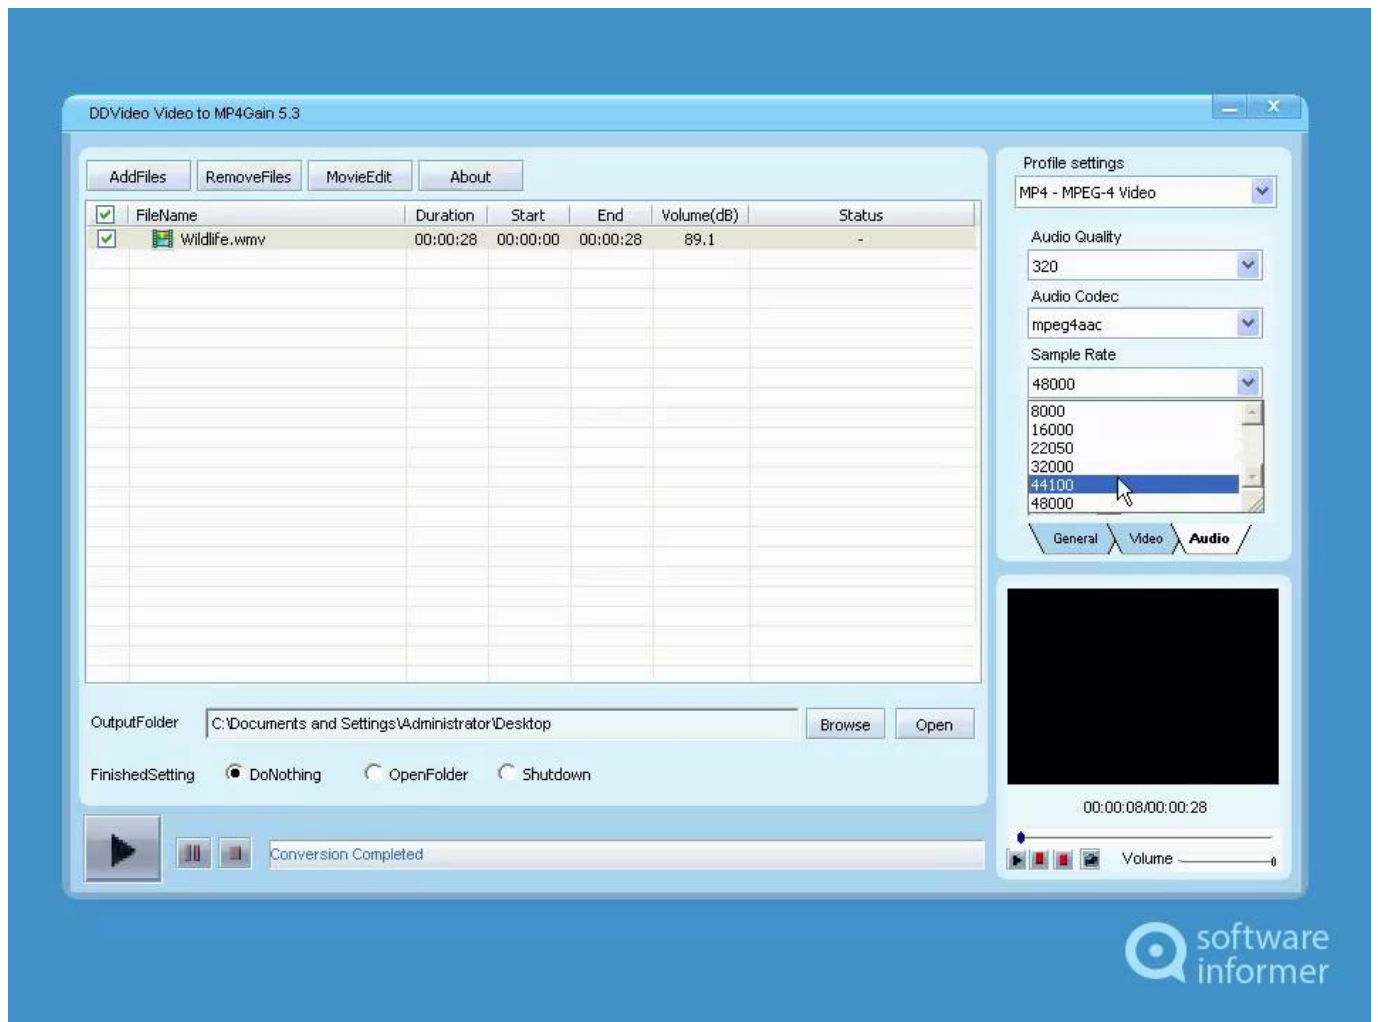 DDVideo Video to MP4Gain 5.3
AddFiles RemoveFiles MovieEdit About
FileName Duration Start End Volume(dB) Status
Wildlife.wmv 00:00:28 00:00:00 00:00:28 89.1 -
OutputFolder C:\Documents and Settings\Administrator\Desktop Browse Open
FinishedSetting DoNothing OpenFolder Shutdown
Conversion Completed
Profile settings
MP4 - MPEG-4 Video
Audio Quality
320
Audio Codec
mpeg4aac
Sample Rate
48000
8000
16000
22050
32000
44100
48000
General Video Audio
00:00:08/00:00:28
Volume
software
informer